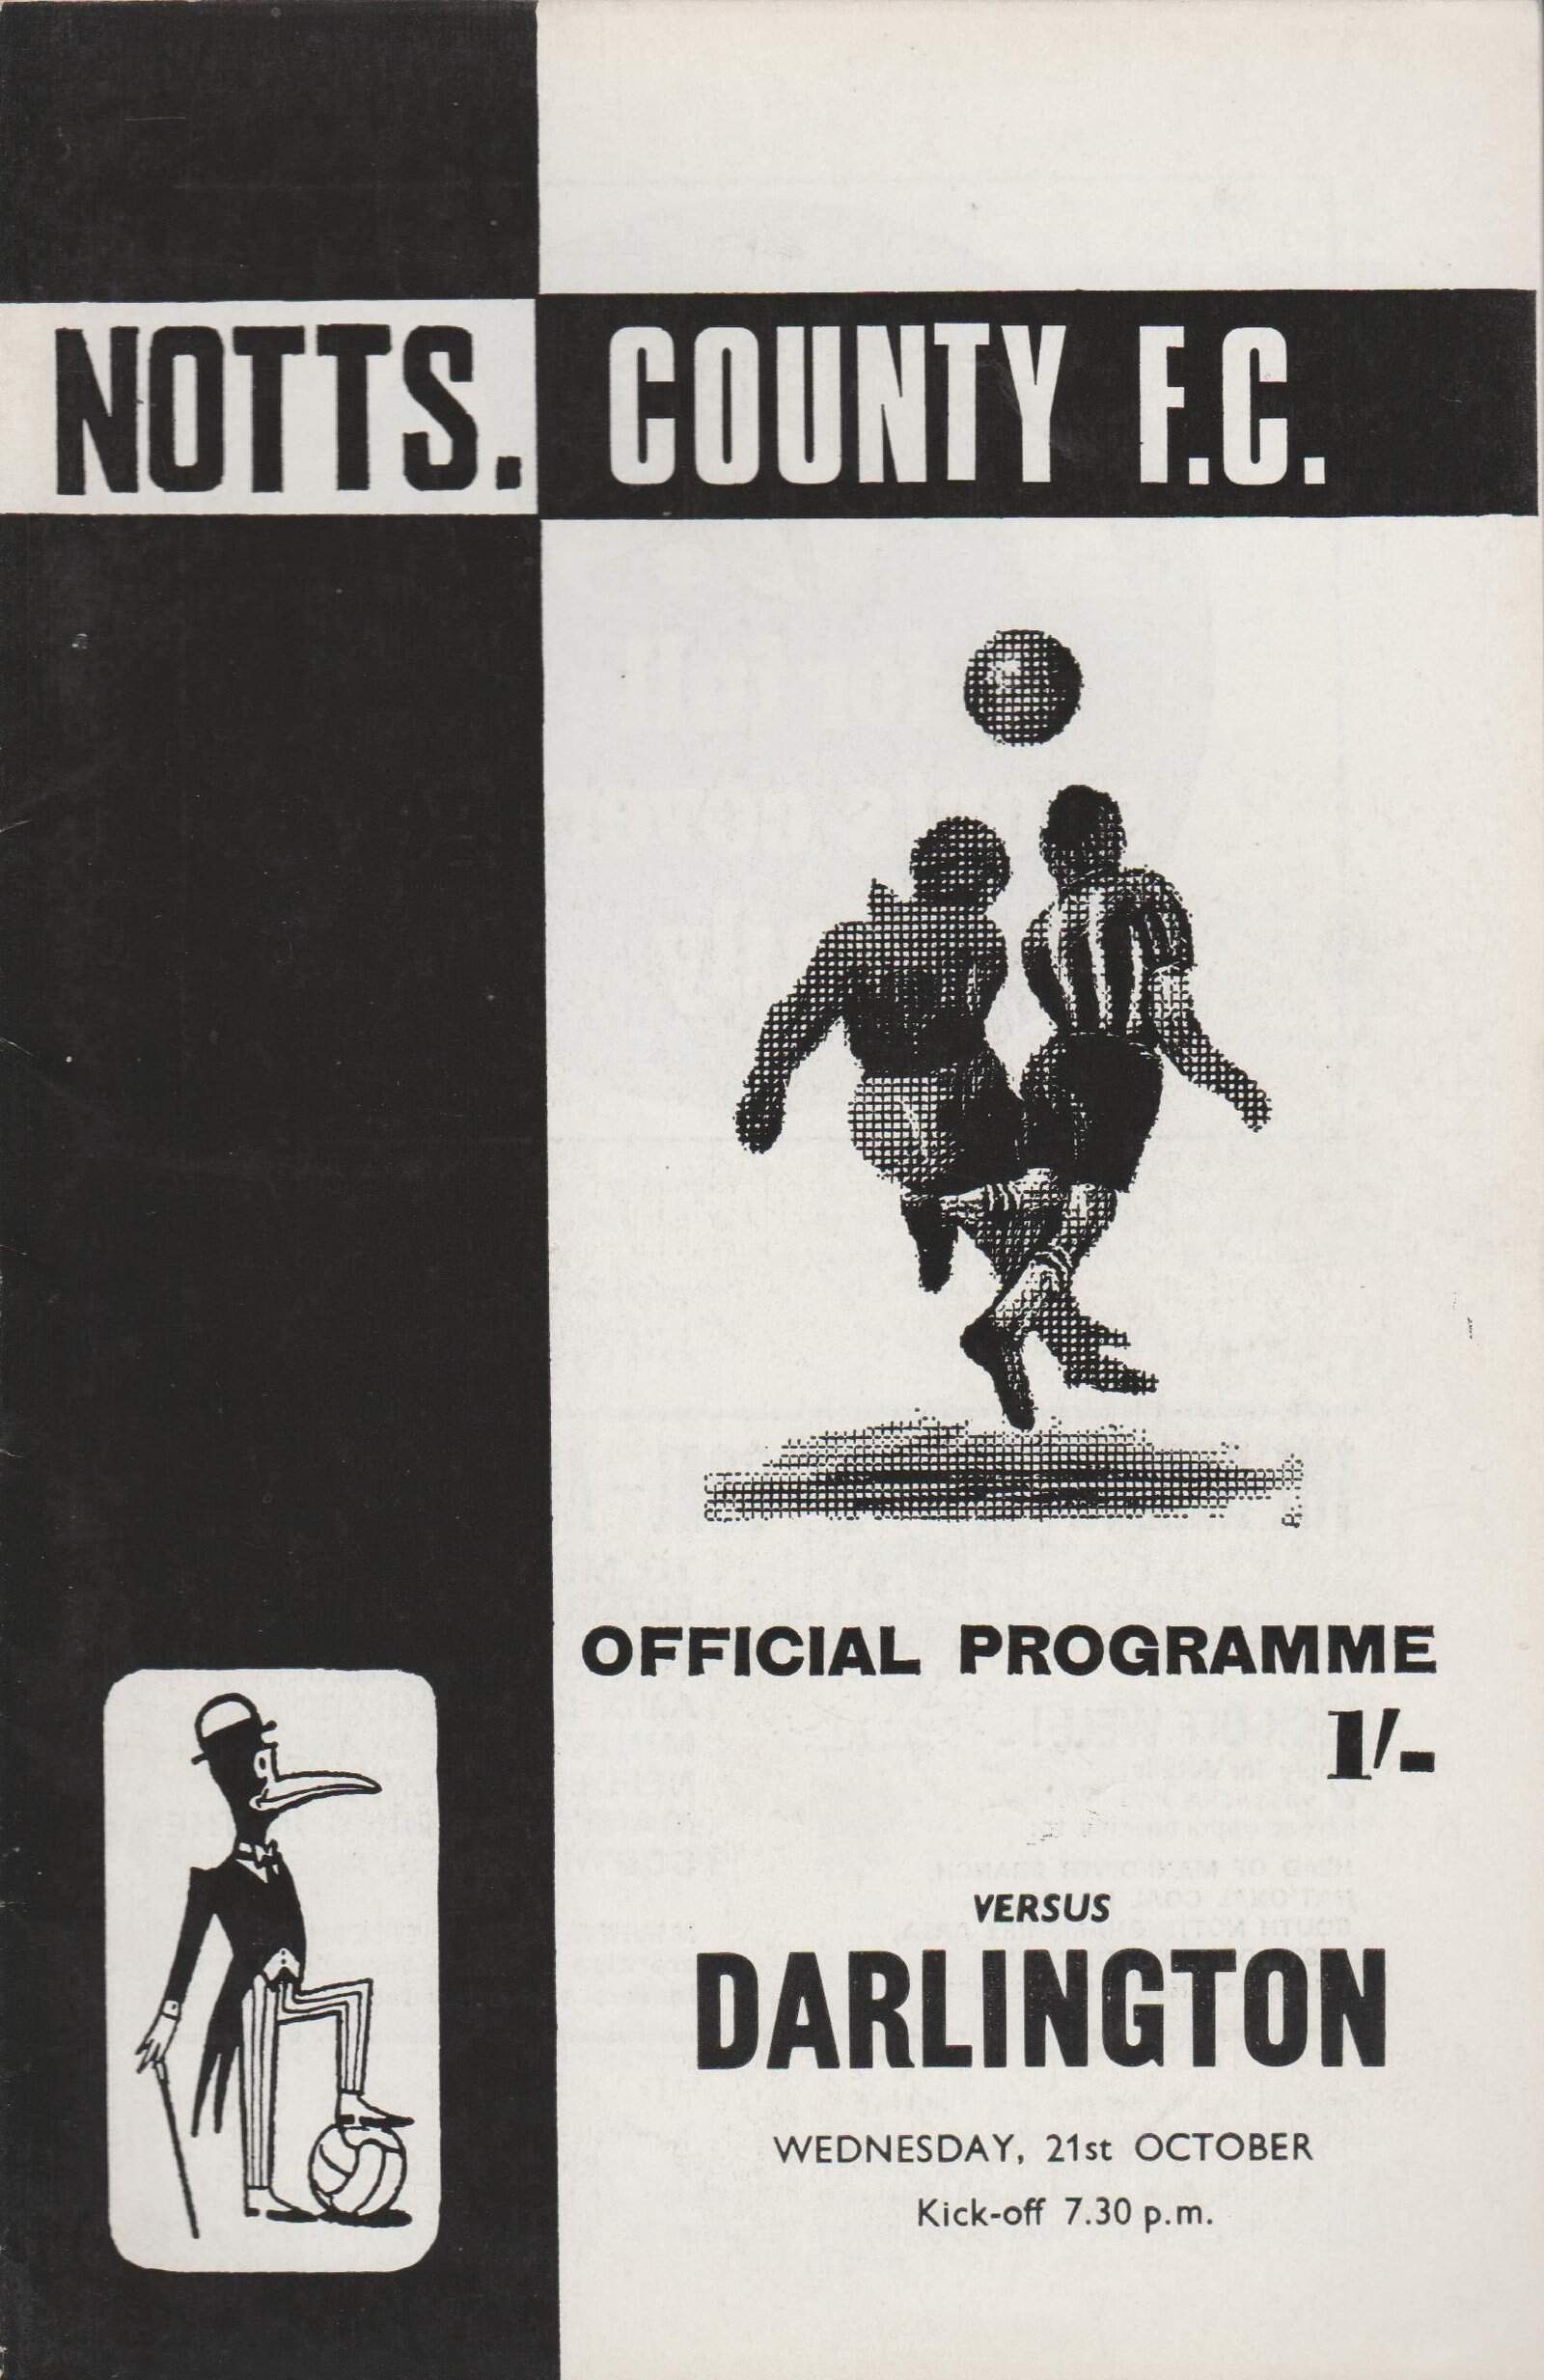 NOTTS. COUNTY F.C.
OFFICIAL PROGRAMME
1/-
VERSUS
DARLINGTON
WEDNESDAY, 21st OCTOBER
Kick-off 7.30 p.m.